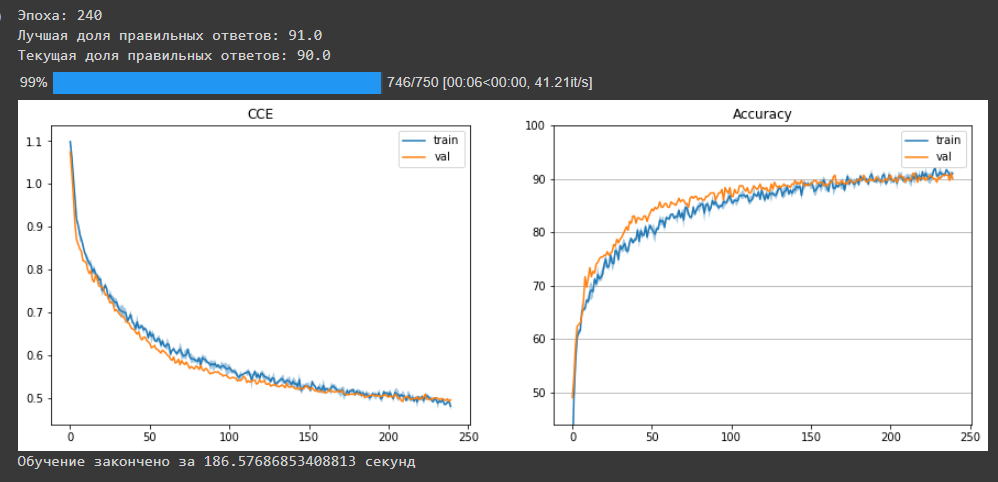 Эпоха: 240
Лучшая доля правильных ответов: 91.0
Текущая доля правильных ответов: 90.0
99% 746/750 [00:06<00:00, 41.21it/s]
CCE
train
val
1.1
1.0
0.9
0.8
0.7
0.6
0.5
0 50 100 150 200 250
Accuracy
train
val
100
90
80
70
60
50
0 50 100 150 200 250
Обучение закончено за 186.57686853408813 секунд